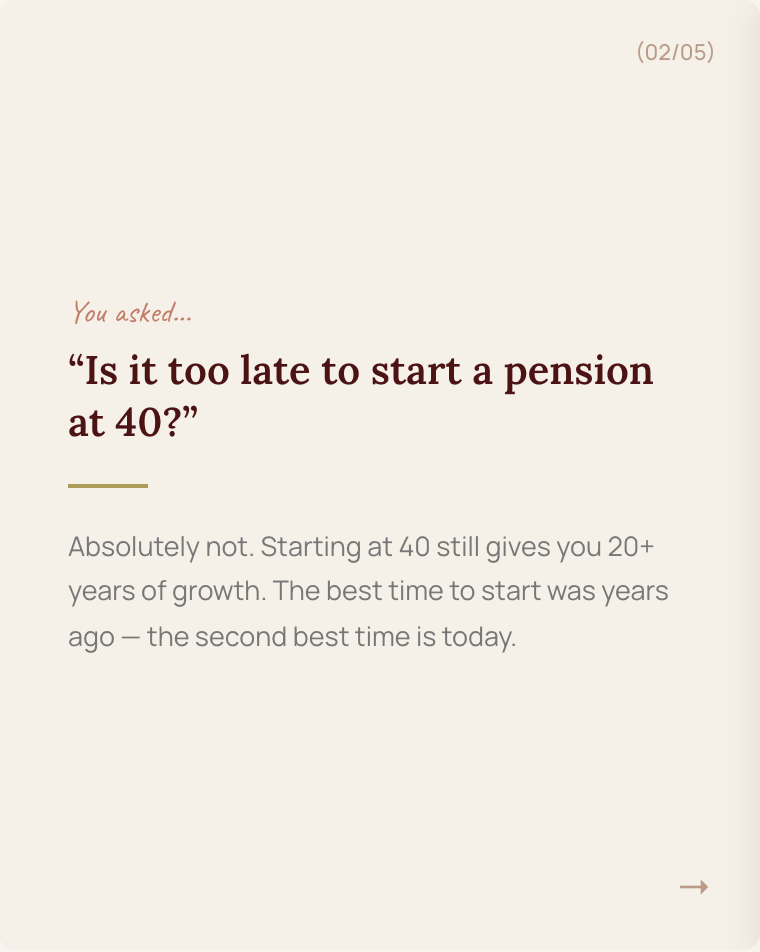 (02/05)
You asked...
“Is it too late to start a pension
at 40?”
Absolutely not. Starting at 40 still gives you 20+
years of growth. The best time to start was years
ago — the second best time is today.